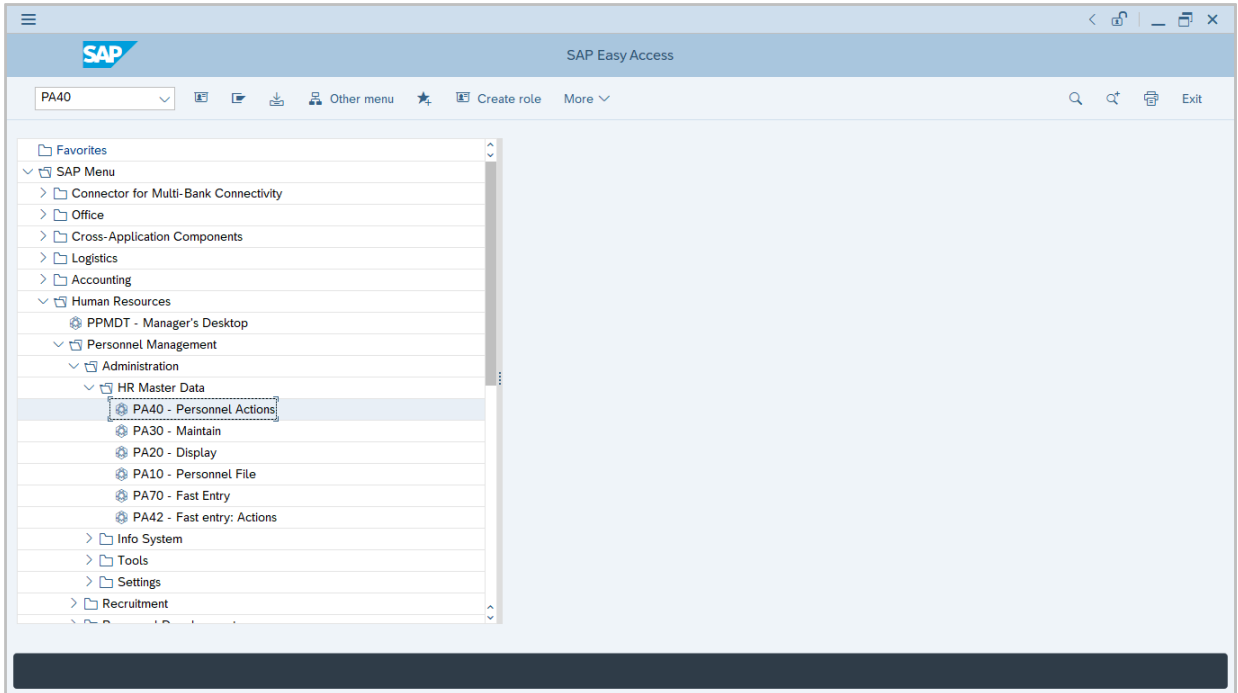 SAP
SAP Easy Access
PA40
Other menu
Create role
More
Exit
Favorites
SAP Menu
Connector for Multi-Bank Connectivity
Office
Cross-Application Components
Logistics
Accounting
Human Resources
PPMDT - Manager's Desktop
Personnel Management
Administration
HR Master Data
PA40 - Personnel Actions
PA30 - Maintain
PA20 - Display
PA10 - Personnel File
PA70 - Fast Entry
PA42 - Fast entry: Actions
Info System
Tools
Settings
Recruitment